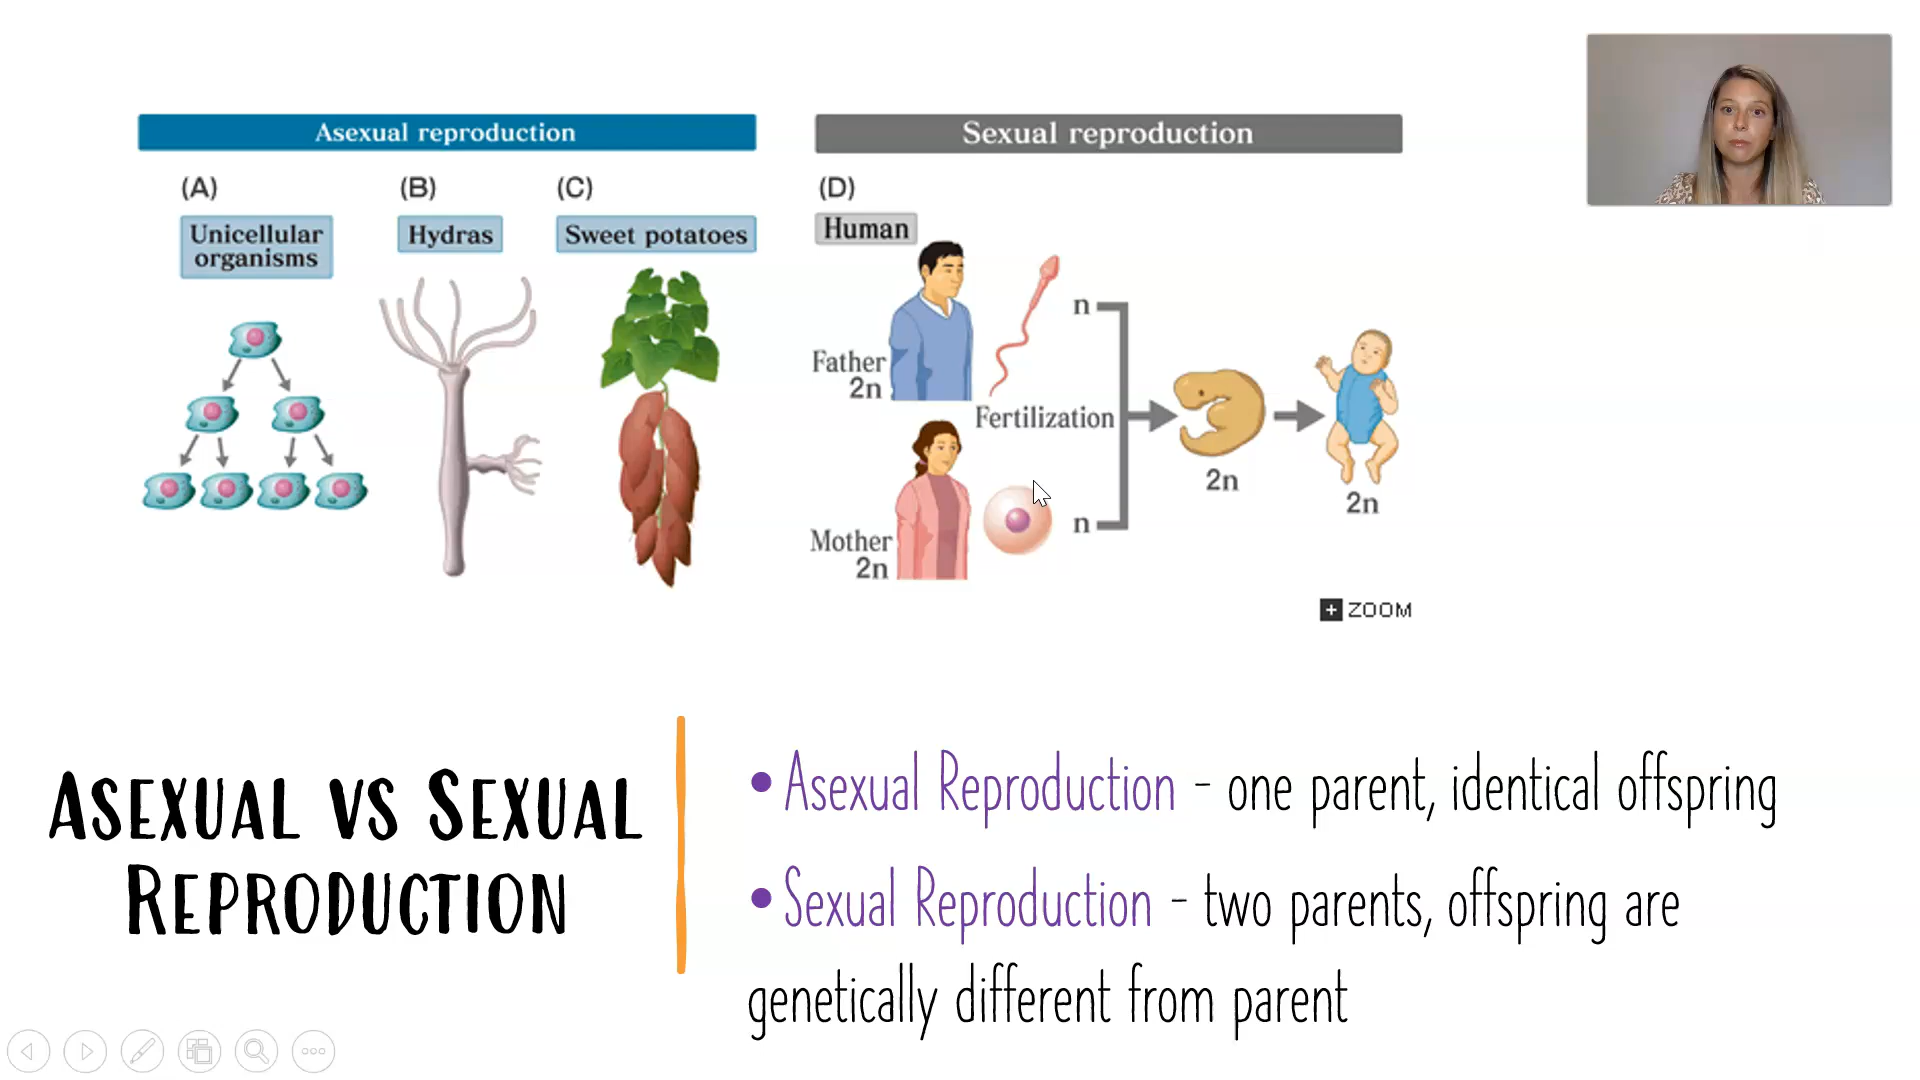 Asexual reproduction
Sexual reproduction
(A)
(B)
(C)
(D)
Unicellular
organisms
Hydras
Sweet potatoes
Human
Father
2n
Mother
2n
n
n
Fertilization
2n
2n
+ ZOOM
ASEXUAL VS SEXUAL
REPRODUCTION
• Asexual Reproduction - one parent, identical offspring
• Sexual Reproduction - two parents, offspring are
genetically different from parent